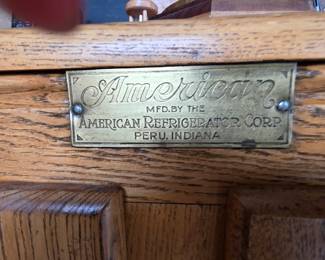 American
MFD. BY THE
AMERICAN REFRIGERATOR CORP
PERU, INDIANA